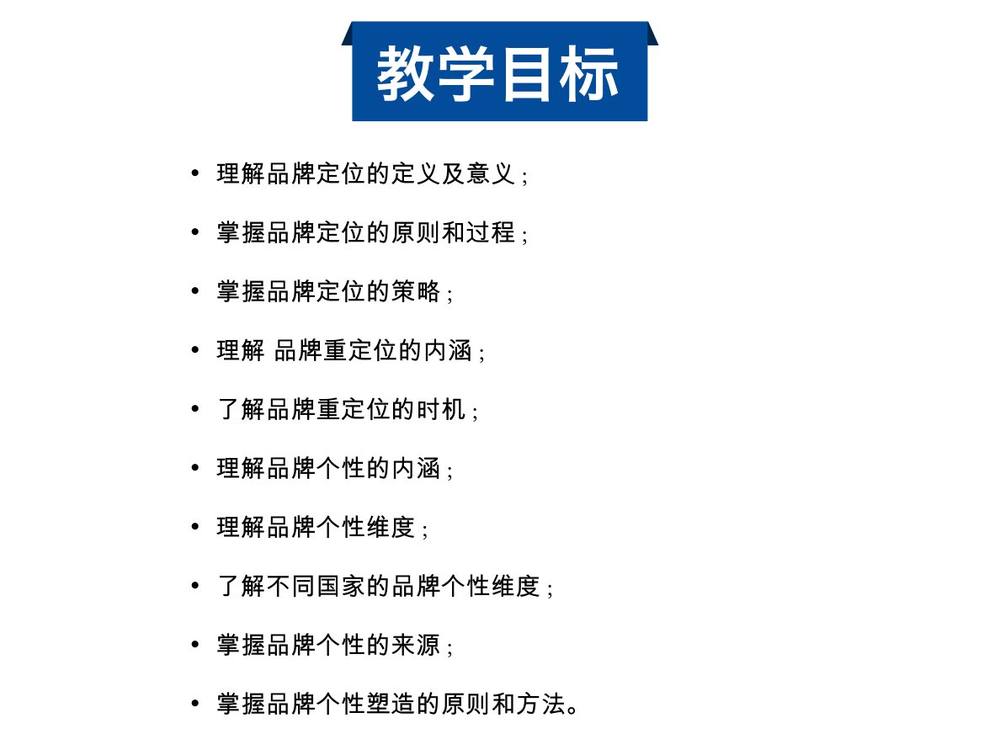 教学目标
• 理解品牌定位的定义及意义；
• 掌握品牌定位的原则和过程；
• 掌握品牌定位的策略；
• 理解 品牌重定位的内涵；
• 了解品牌重定位的时机；
• 理解品牌个性的内涵；
• 理解品牌个性维度；
• 了解不同国家的品牌个性维度；
• 掌握品牌个性的来源；
• 掌握品牌个性塑造的原则和方法。